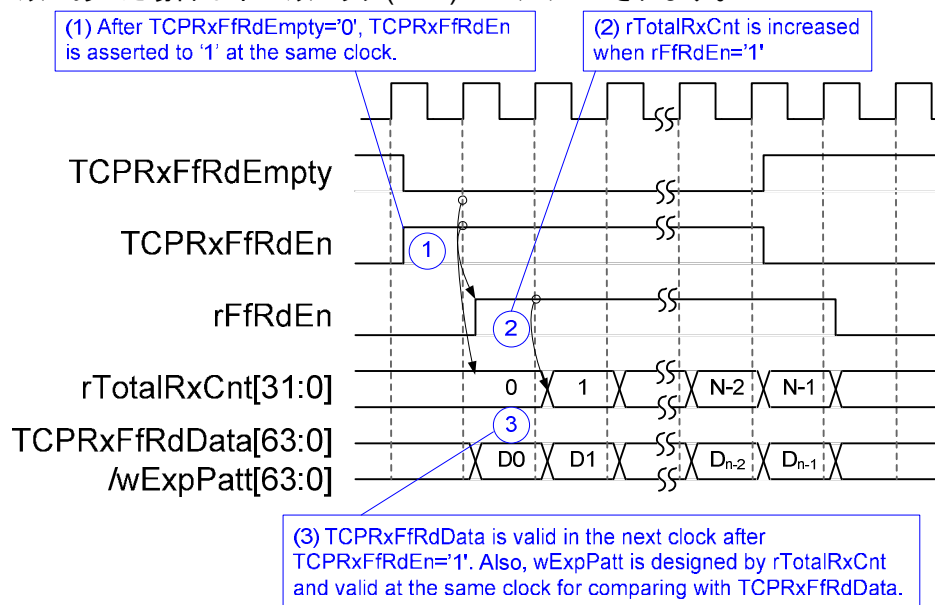 (1) After TCPRxFfRdEmpty='0', TCPRxFfRdEn
is asserted to '1' at the same clock.
(2) rTotalRxCnt is increased
when rFfRdEn='1'
TCPRxFfRdEmpty
TCPRxFfRdEn
1
rFfRdEn
2
rTotalRxCnt[31:0]
0 1 N-2 N-1
3
TCPRxFfRdData[63:0]
/wExpPatt[63:0]
D0 D1 Dn-2 Dn-1
(3) TCPRxFfRdData is valid in the next clock after
TCPRxFfRdEn='1'. Also, wExpPatt is designed by rTotalRxCnt
and valid at the same clock for comparing with TCPRxFfRdData.